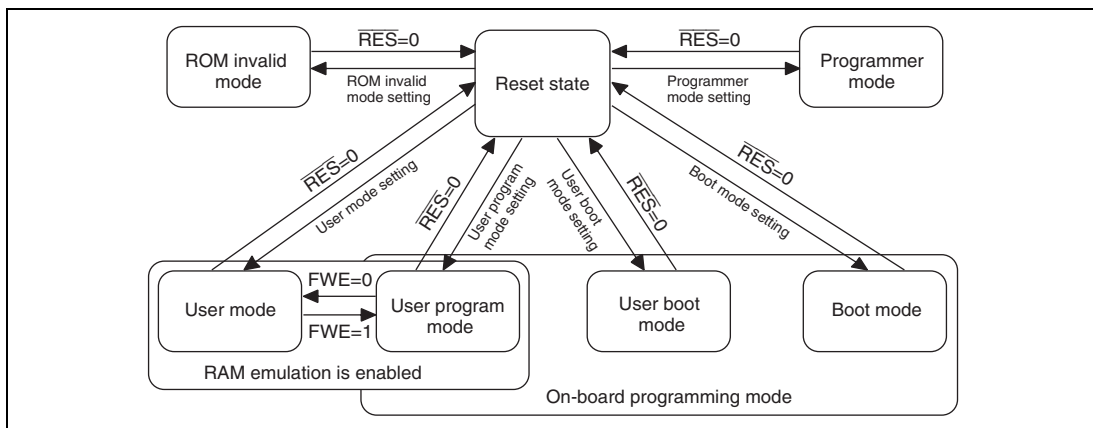 ROM invalid
mode
RES=0
ROM invalid
mode setting
Reset state
RES=0
Programmer
mode setting
Programmer
mode
RES=0
User mode setting
RES=0
User program
mode setting
User boot
mode setting
RES=0
Boot mode setting
RES=0
User mode
FWE=0
FWE=1
User program
mode
User boot
mode
Boot mode
RAM emulation is enabled
On-board programming mode